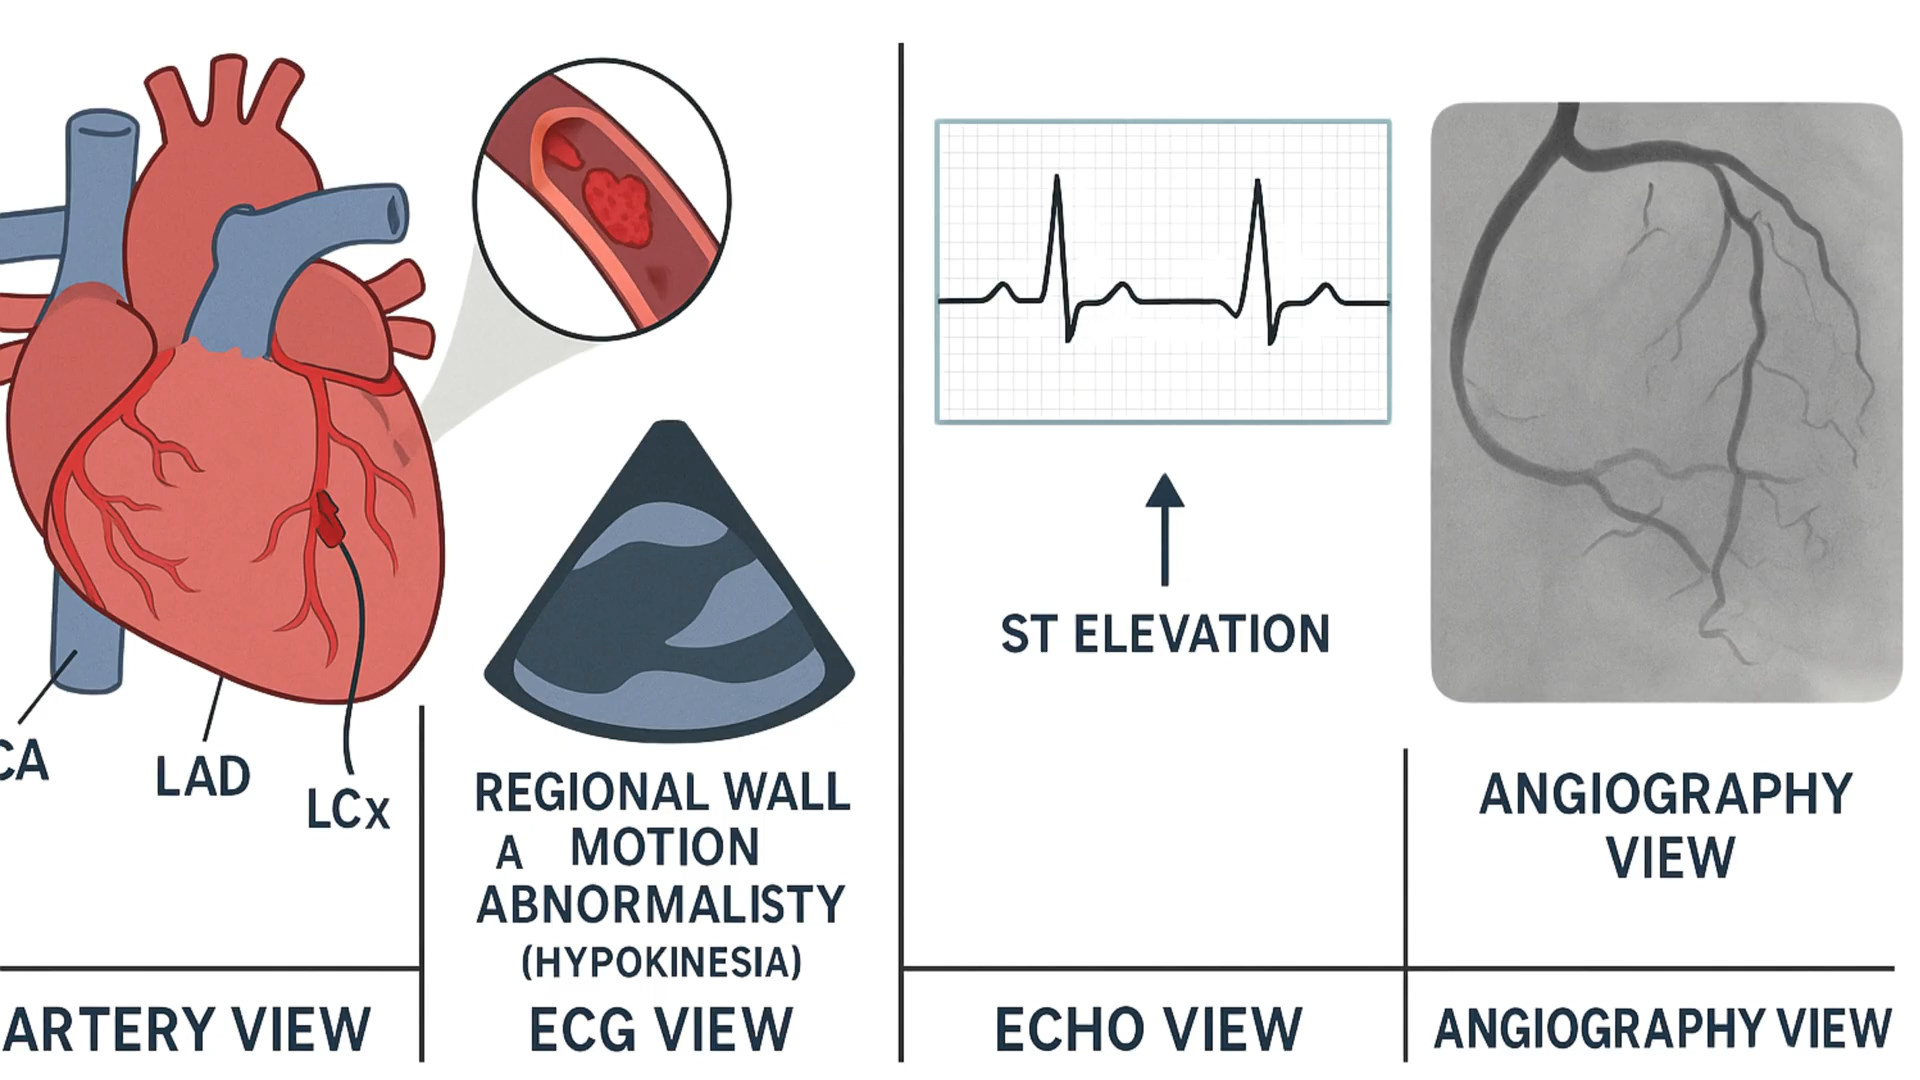 CA
LAD
LCx
ARTERY VIEW
REGIONAL WALL
A MOTION
ABNORMALISTY
(HYPOKINESIA)
ECG VIEW
ST ELEVATION
ECHO VIEW
ANGIOGRAPHY
VIEW
ANGIOGRAPHY VIEW